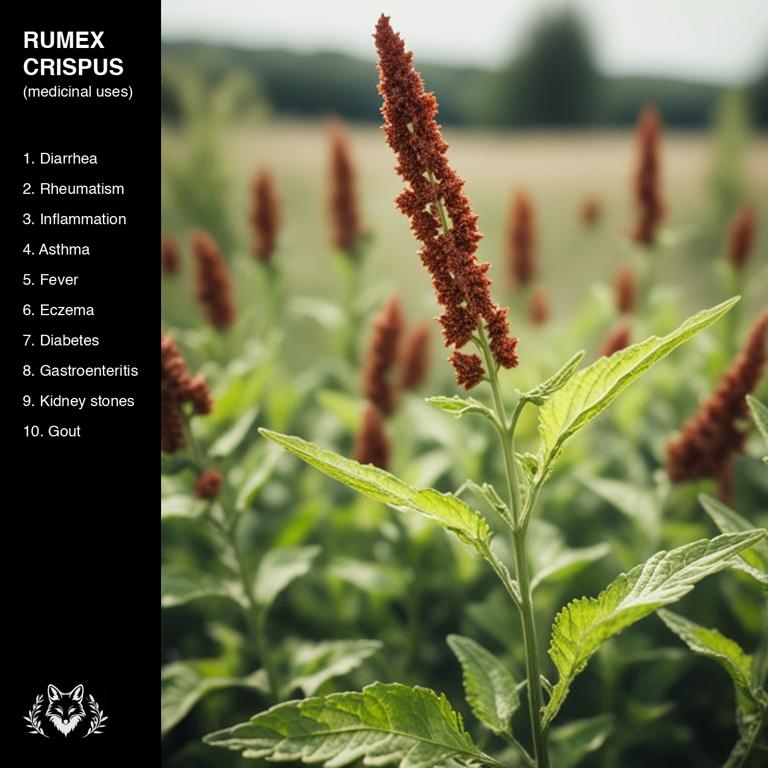 RUMEX
CRISPUS
(medicinal uses)
1. Diarrhea
2. Rheumatism
3. Inflammation
4. Asthma
5. Fever
6. Eczema
7. Diabetes
8. Gastroenteritis
9. Kidney stones
10. Gout